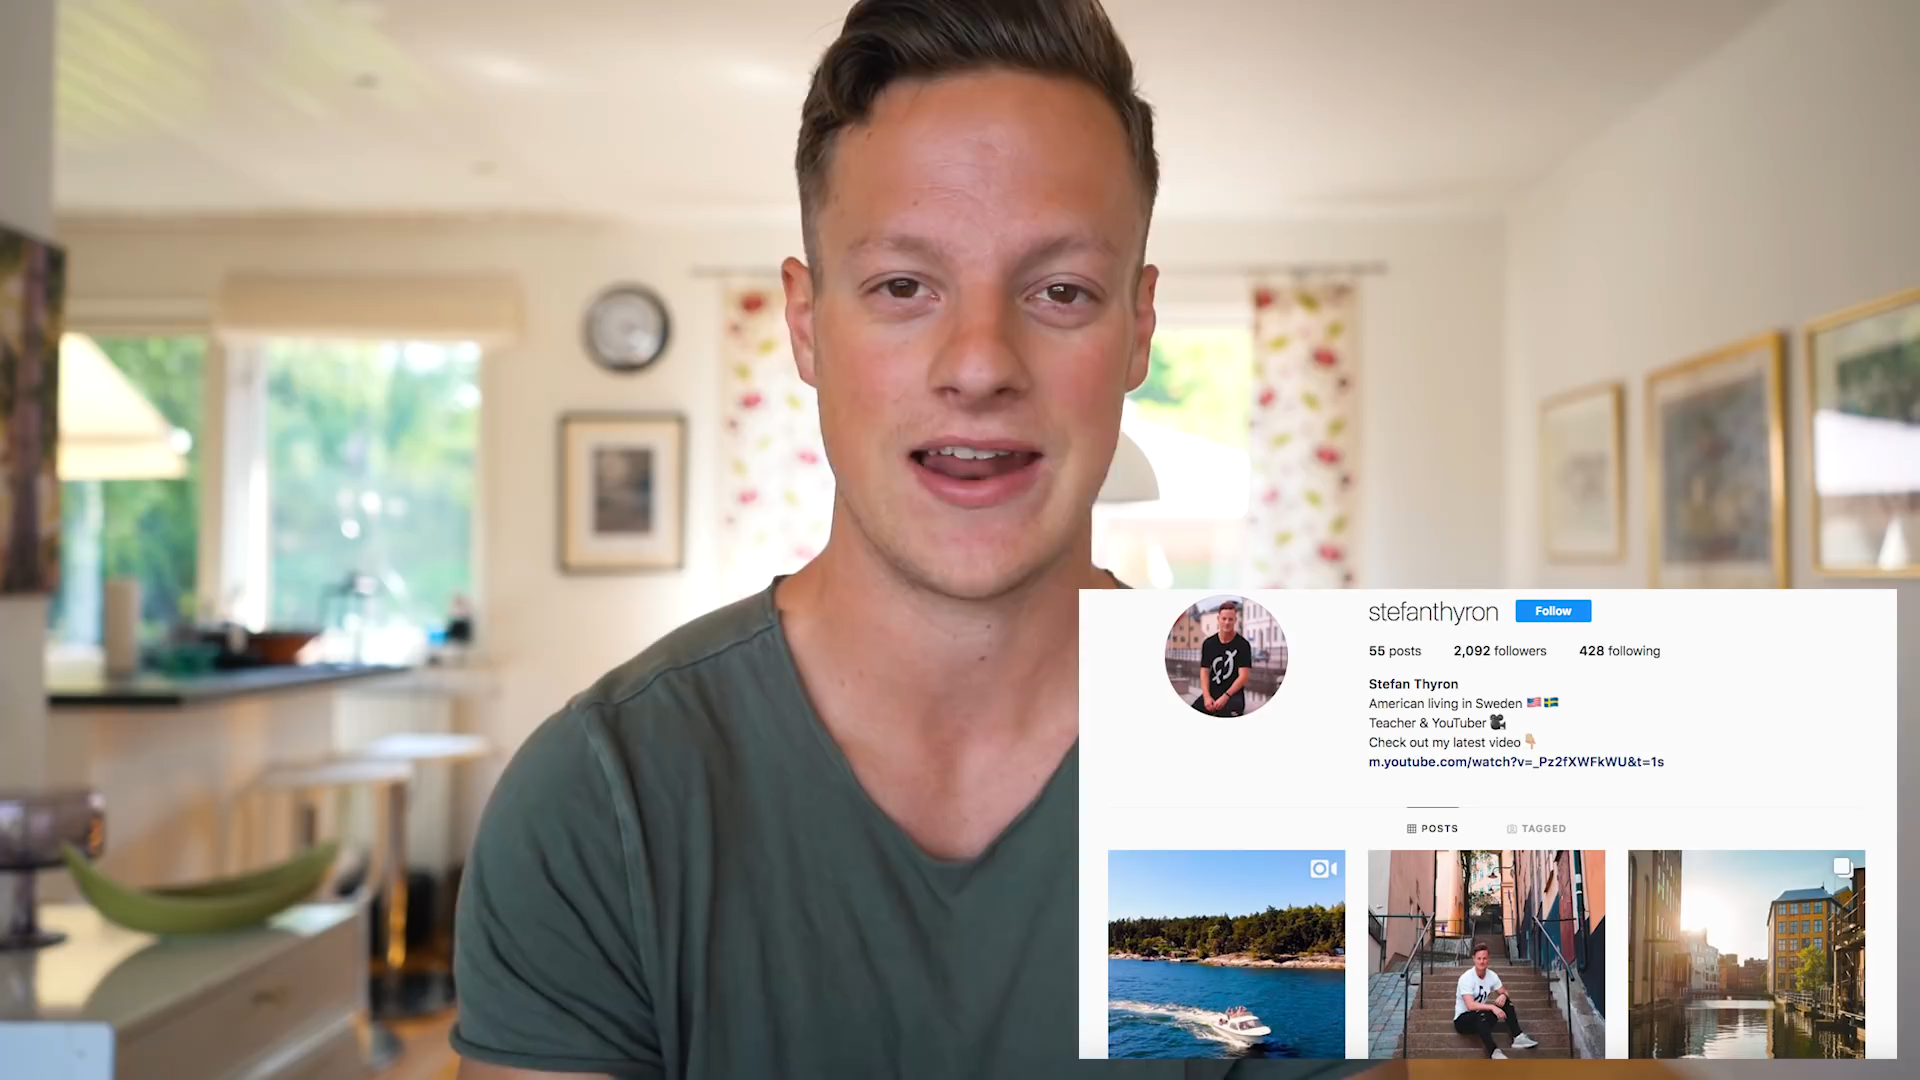 stefanthyron Follow
55 posts 2,092 followers 428 following
Stefan Thyron
American living in Sweden 🇺🇸🇸🇪
Teacher & YouTuber 🎥
Check out my latest video 👇🏼
m.youtube.com/watch?v=_Pz2fXWFkWU&t=1s
POSTS TAGGED